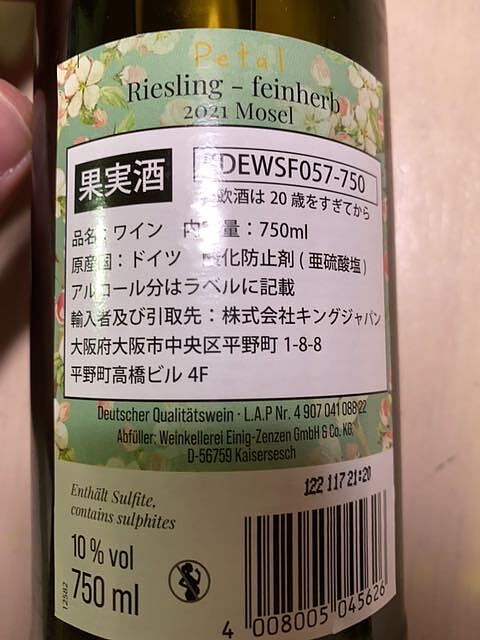 Petal
Riesling - feinherb
2021 Mosel
果実酒
DEWSF057-750
飲酒は20歳をすぎてから
品名：ワイン 内容量：750ml
原産国：ドイツ 酸化防止剤(亜硫酸塩)
アルコール分はラベルに記載
輸入者及び引取先：株式会社キングジャパン
大阪府大阪市中央区平野町 1-8-8
平野町高橋ビル 4F
Deutscher Qualitätswein · L.A.P Nr. 4 907 041 088 22
Abfüller: Weinkellerei Einig-Zenzen GmbH & Co. KG,
D-56759 Kaisersesch
122 117 21:20
Enthält Sulfite,
contains sulphites
10 % vol
750 ml
12582
4 008005 045626